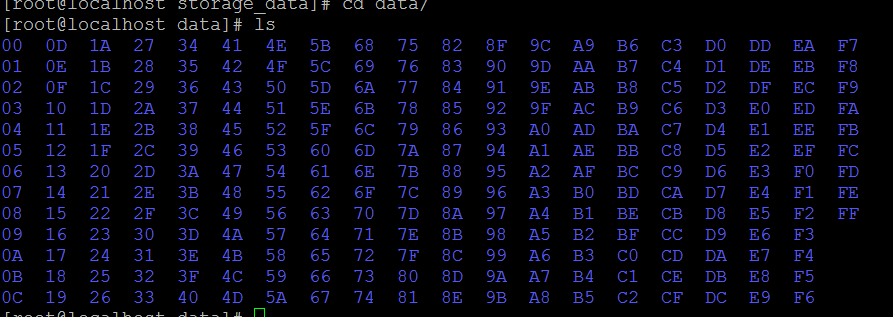 [root@localhost storage_data]# cd data/
[root@localhost data]# ls
00 0D 1A 27 34 41 4E 5B 68 75 82 8F 9C A9 B6 C3 D0 DD EA F7
01 0E 1B 28 35 42 4F 5C 69 76 83 90 9D AA B7 C4 D1 DE EB F8
02 0F 1C 29 36 43 50 5D 6A 77 84 91 9E AB B8 C5 D2 DF EC F9
03 10 1D 2A 37 44 51 5E 6B 78 85 92 9F AC B9 C6 D3 E0 ED FA
04 11 1E 2B 38 45 52 5F 6C 79 86 93 A0 AD BA C7 D4 E1 EE FB
05 12 1F 2C 39 46 53 60 6D 7A 87 94 A1 AE BB C8 D5 E2 EF FC
06 13 20 2D 3A 47 54 61 6E 7B 88 95 A2 AF BC C9 D6 E3 F0 FD
07 14 21 2E 3B 48 55 62 6F 7C 89 96 A3 B0 BD CA D7 E4 F1 FE
08 15 22 2F 3C 49 56 63 70 7D 8A 97 A4 B1 BE CB D8 E5 F2 FF
09 16 23 30 3D 4A 57 64 71 7E 8B 98 A5 B2 BF CC D9 E6 F3
0A 17 24 31 3E 4B 58 65 72 7F 8C 99 A6 B3 C0 CD DA E7 F4
0B 18 25 32 3F 4C 59 66 73 80 8D 9A A7 B4 C1 CE DB E8 F5
0C 19 26 33 40 4D 5A 67 74 81 8E 9B A8 B5 C2 CF DC E9 F6
[root@localhost data]#